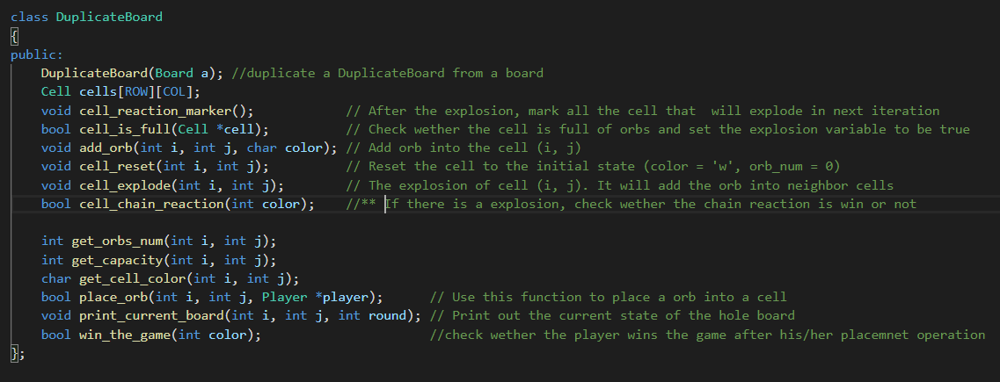 class DuplicateBoard
{
public:
    DuplicateBoard(Board a); //duplicate a DuplicateBoard from a board
    Cell cells[ROW][COL];
    void cell_reaction_marker();            // After the explosion, mark all the cell that  will explode in next iteration
    bool cell_is_full(Cell *cell);          // Check wether the cell is full of orbs and set the explosion variable to be true
    void add_orb(int i, int j, char color); // Add orb into the cell (i, j)
    void cell_reset(int i, int j);          // Reset the cell to the initial state (color = 'w', orb_num = 0)
    void cell_explode(int i, int j);        // The explosion of cell (i, j). It will add the orb into neighbor cells
    bool cell_chain_reaction(int color);    //** If there is a explosion, check wether the chain reaction is win or not

    int get_orbs_num(int i, int j);
    int get_capacity(int i, int j);
    char get_cell_color(int i, int j);
    bool place_orb(int i, int j, Player *player);      // Use this function to place a orb into a cell
    void print_current_board(int i, int j, int round); // Print out the current state of the hole board
    bool win_the_game(int color);                      //check wether the player wins the game after his/her placemnet operation
};